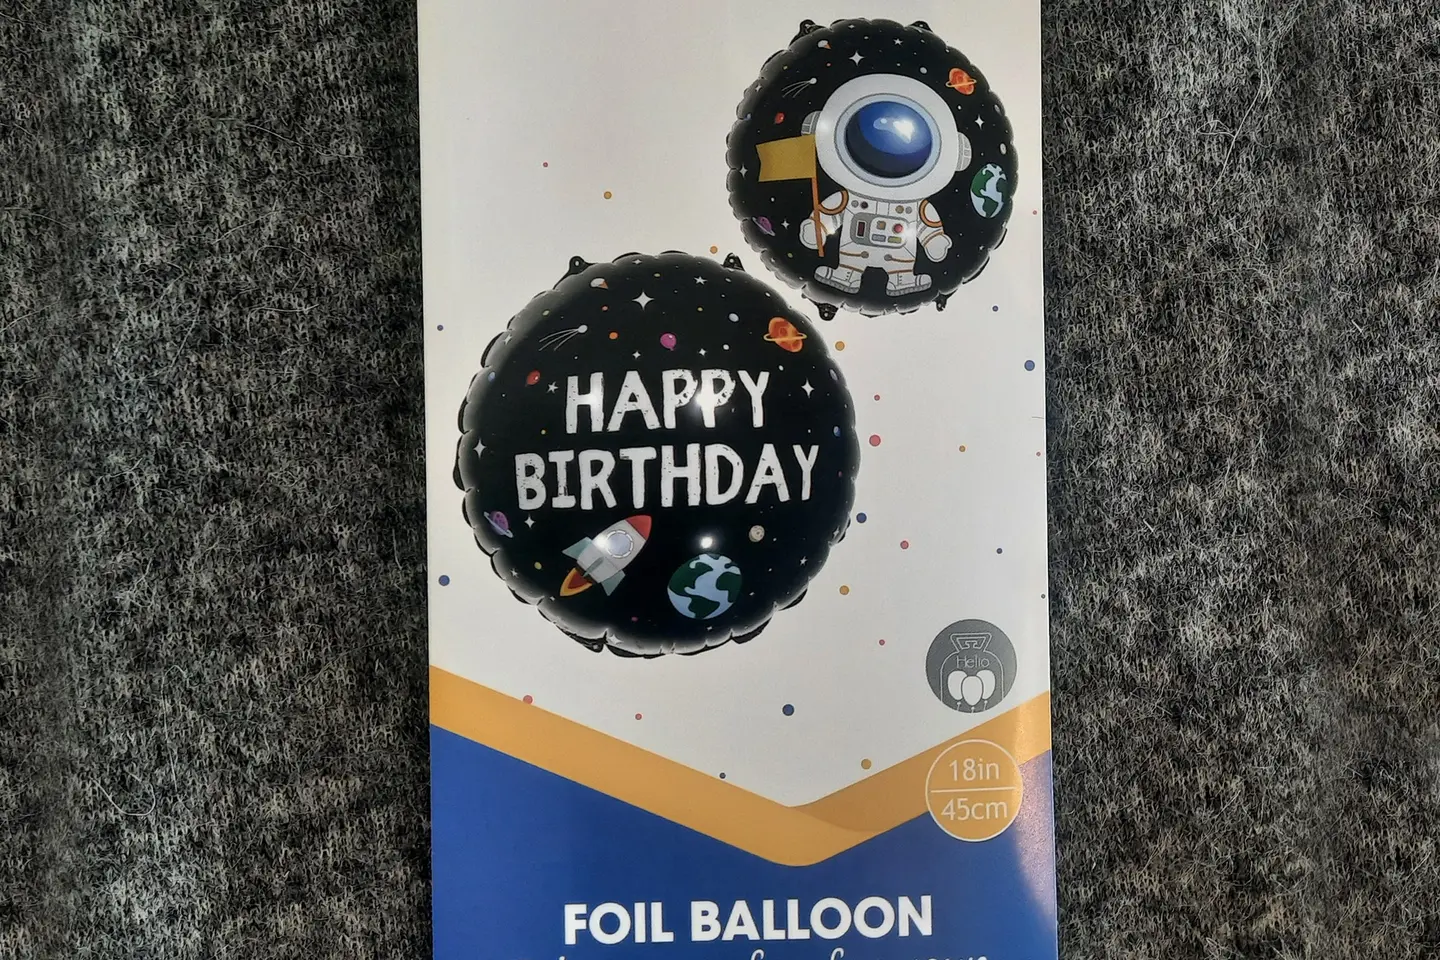 HAPPY
BIRTHDAY
Helio
18in
45cm
FOIL BALLOON